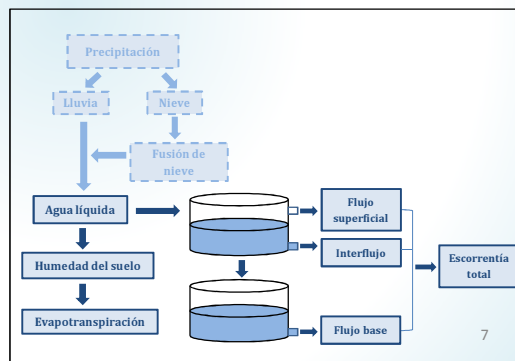 Precipitación
Lluvia
Nieve
Fusión de
nieve
Agua líquida
Humedad del suelo
Evapotranspiración
Flujo
superficial
Interflujo
Flujo base
Escorrentía
total
7